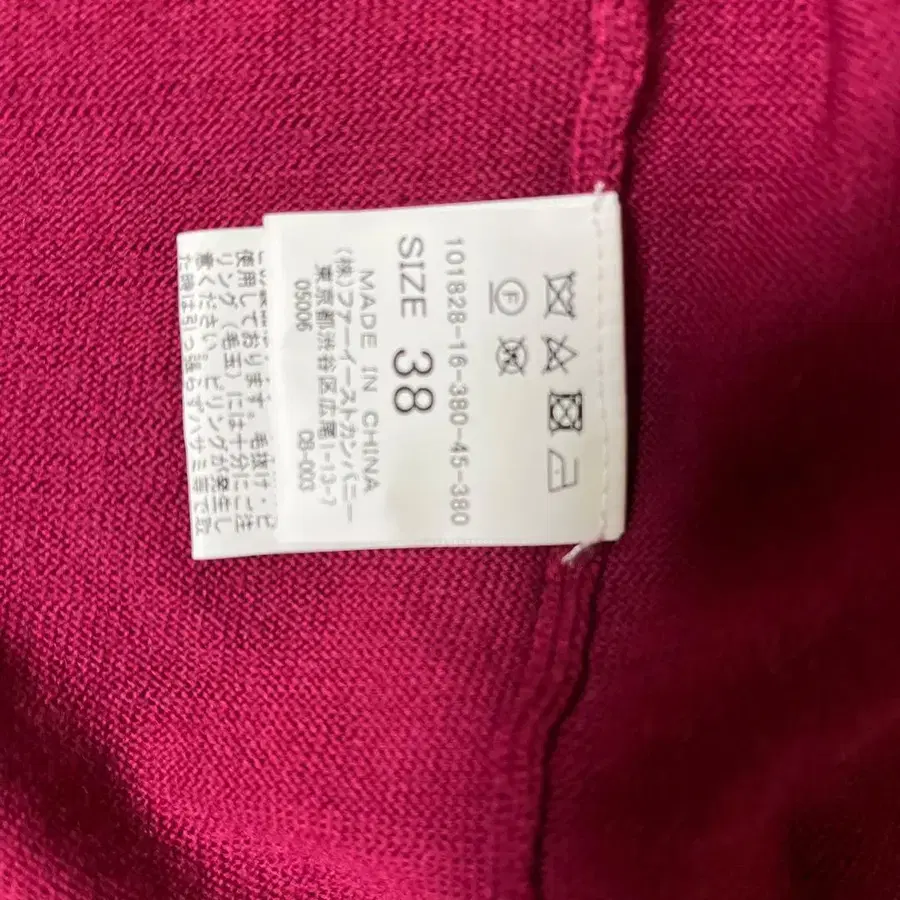 101828-16-380-45-380
SIZE 38
MADE IN CHINA
(株)ファーイーストカンパニー
東京都渋谷区広尾1-13-7
05006 CB-003
使用しております。毛抜け・ピ
リング(毛玉)には十分にご注
意ください。ピリングが発生し
た時は引っ張らずハサミ等で取
F